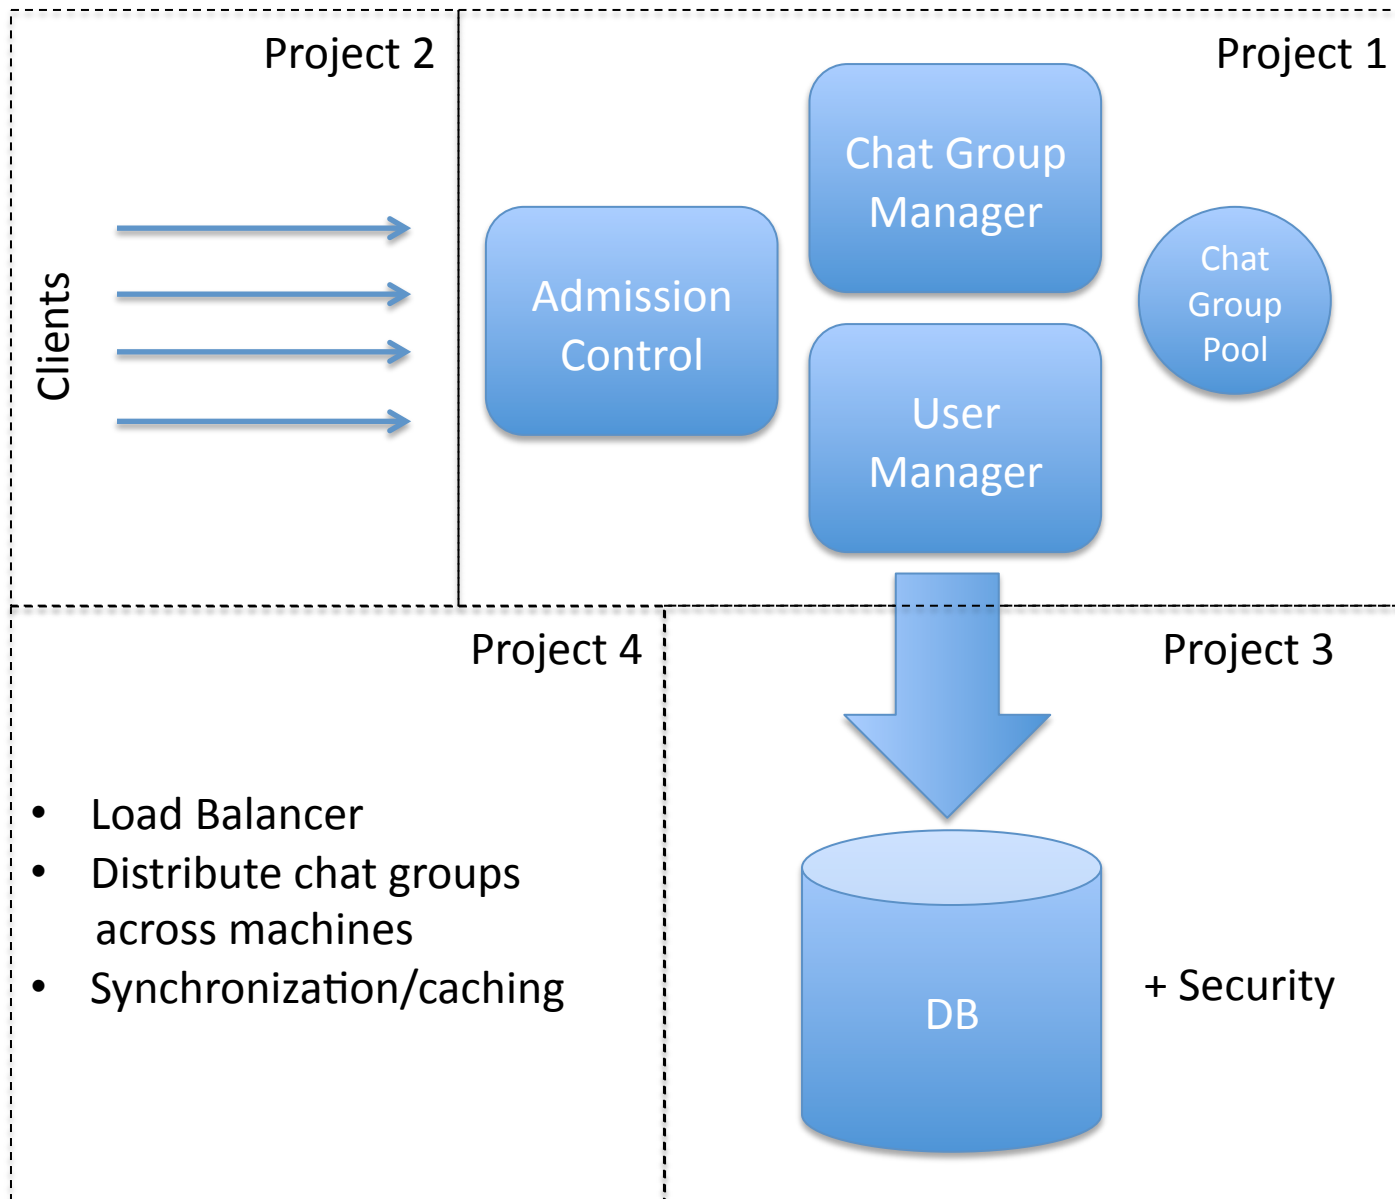 Project 2
Clients
Project 1
Admission
Control
Chat Group
Manager
User
Manager
Chat
Group
Pool
Project 4
• Load Balancer
• Distribute chat groups
across machines
• Synchronization/caching
Project 3
DB
+ Security